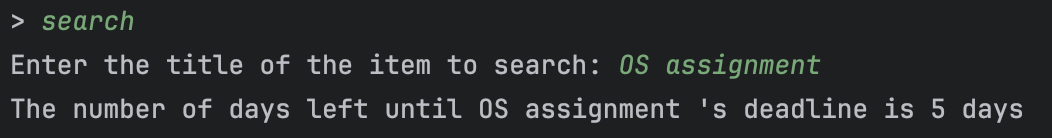 > search
Enter the title of the item to search: OS assignment
The number of days left until OS assignment 's deadline is 5 days